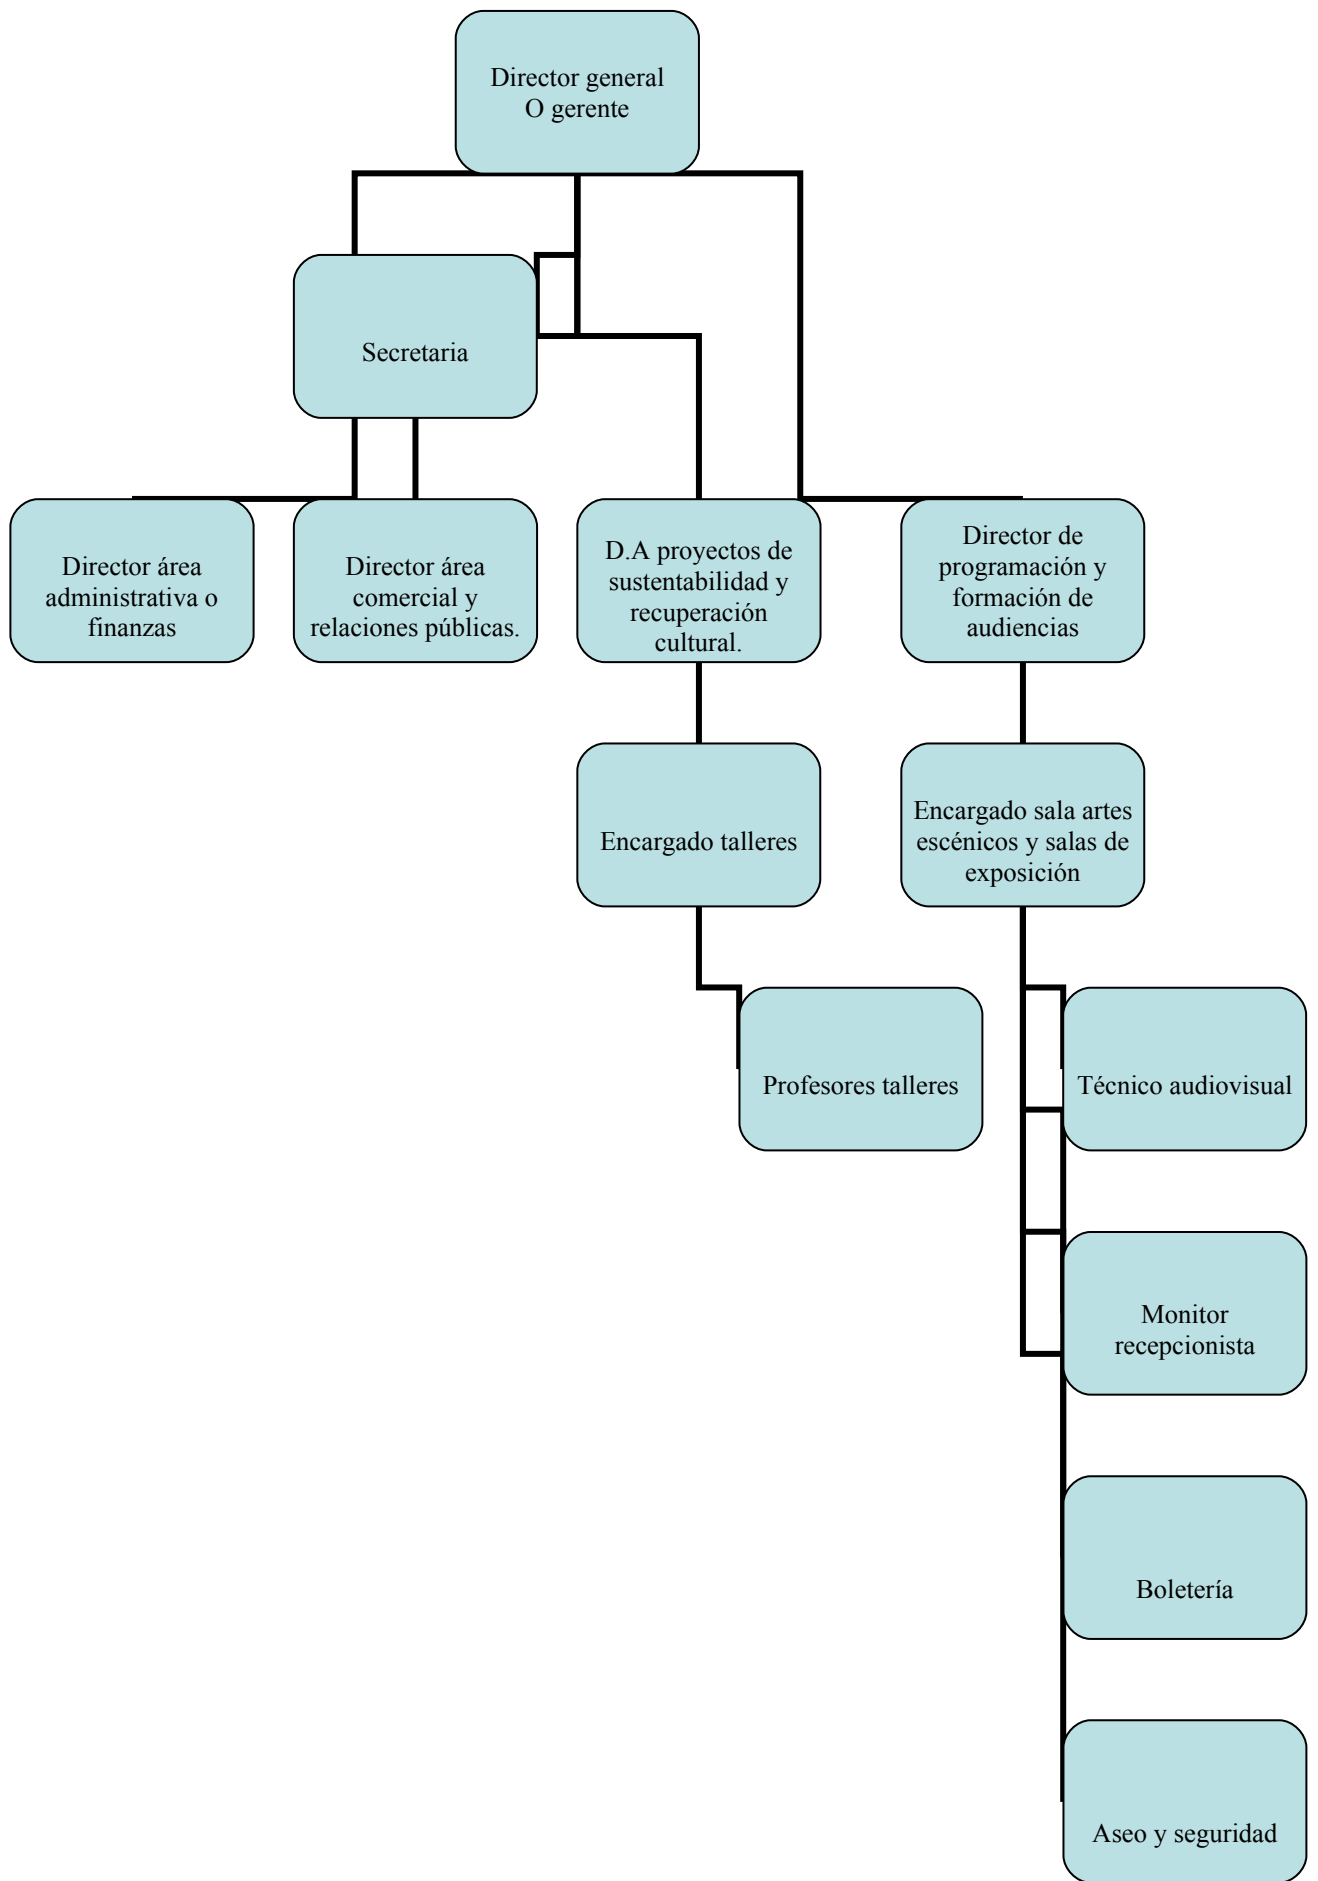 Director general
O gerente
Secretaria
Director área
administrativa o
finanzas
Director área
comercial y
relaciones públicas.
D.A proyectos de
sustentabilidad y
recuperación
cultural.
Director de
programación y
formación de
audiencias
Encargado talleres
Encargado sala artes
escénicos y salas de
exposición
Profesores talleres
Técnico audiovisual
Monitor
recepcionista
Boletería
Aseo y seguridad